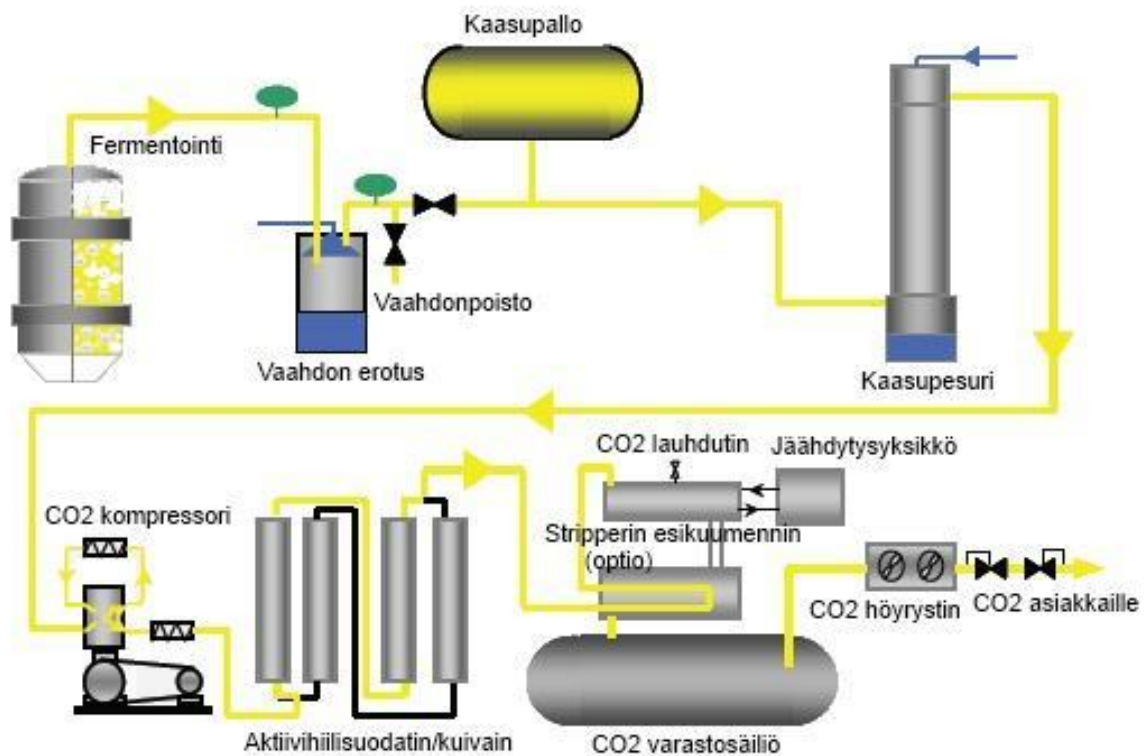 Kaasupallo
Fermentointi
Vaahdonpoisto
Vaahdon erotus
Kaasupesuri
CO2 lauhdutin
Jäähdytysyksikkö
CO2 kompressori
Stripperin esikuumennin
(optio)
CO2 höyrystin
CO2 asiakkaille
Aktiivihiilisuodatin/kuivain
CO2 varastosäiliö